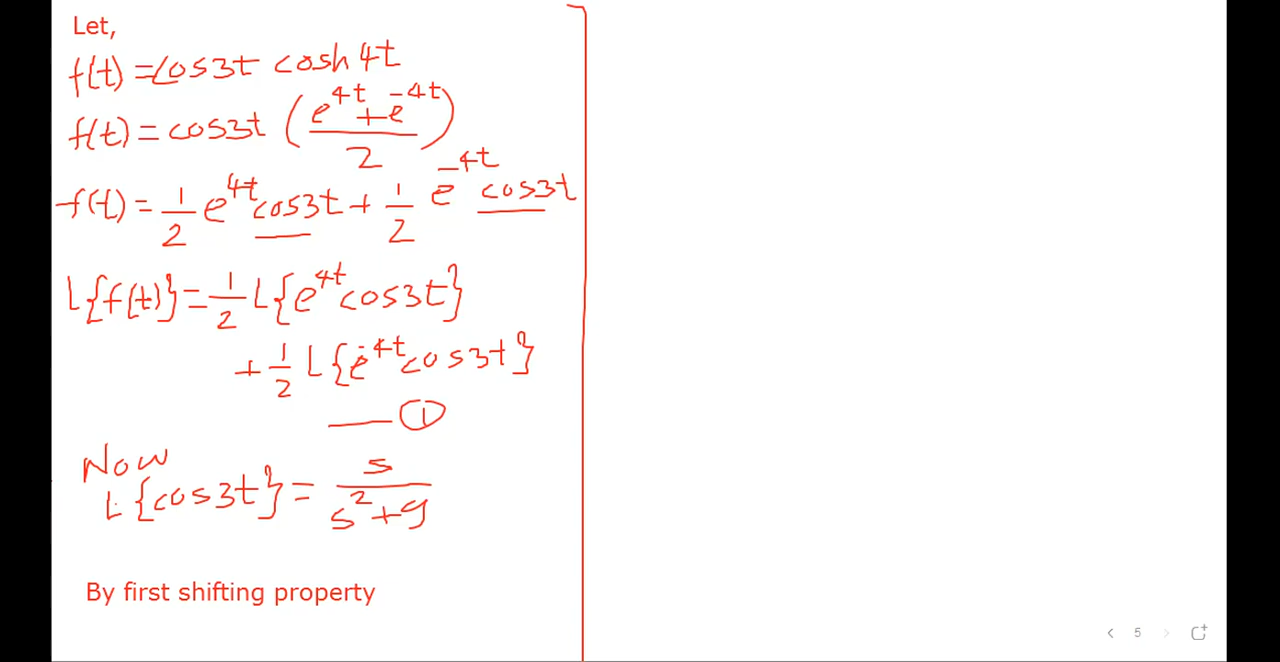 Let,
f(t) = cos3t cosh4t
f(t) = cos3t (e^4t + e^-4t / 2)
f(t) = 1/2 e^4t cos3t + 1/2 e^-4t cos3t
L{f(t)} = 1/2 L{e^4t cos3t}
+ 1/2 L{e^-4t cos3t}
— ①
Now
L{cos3t} = s / s²+9
By first shifting property
< 5 >